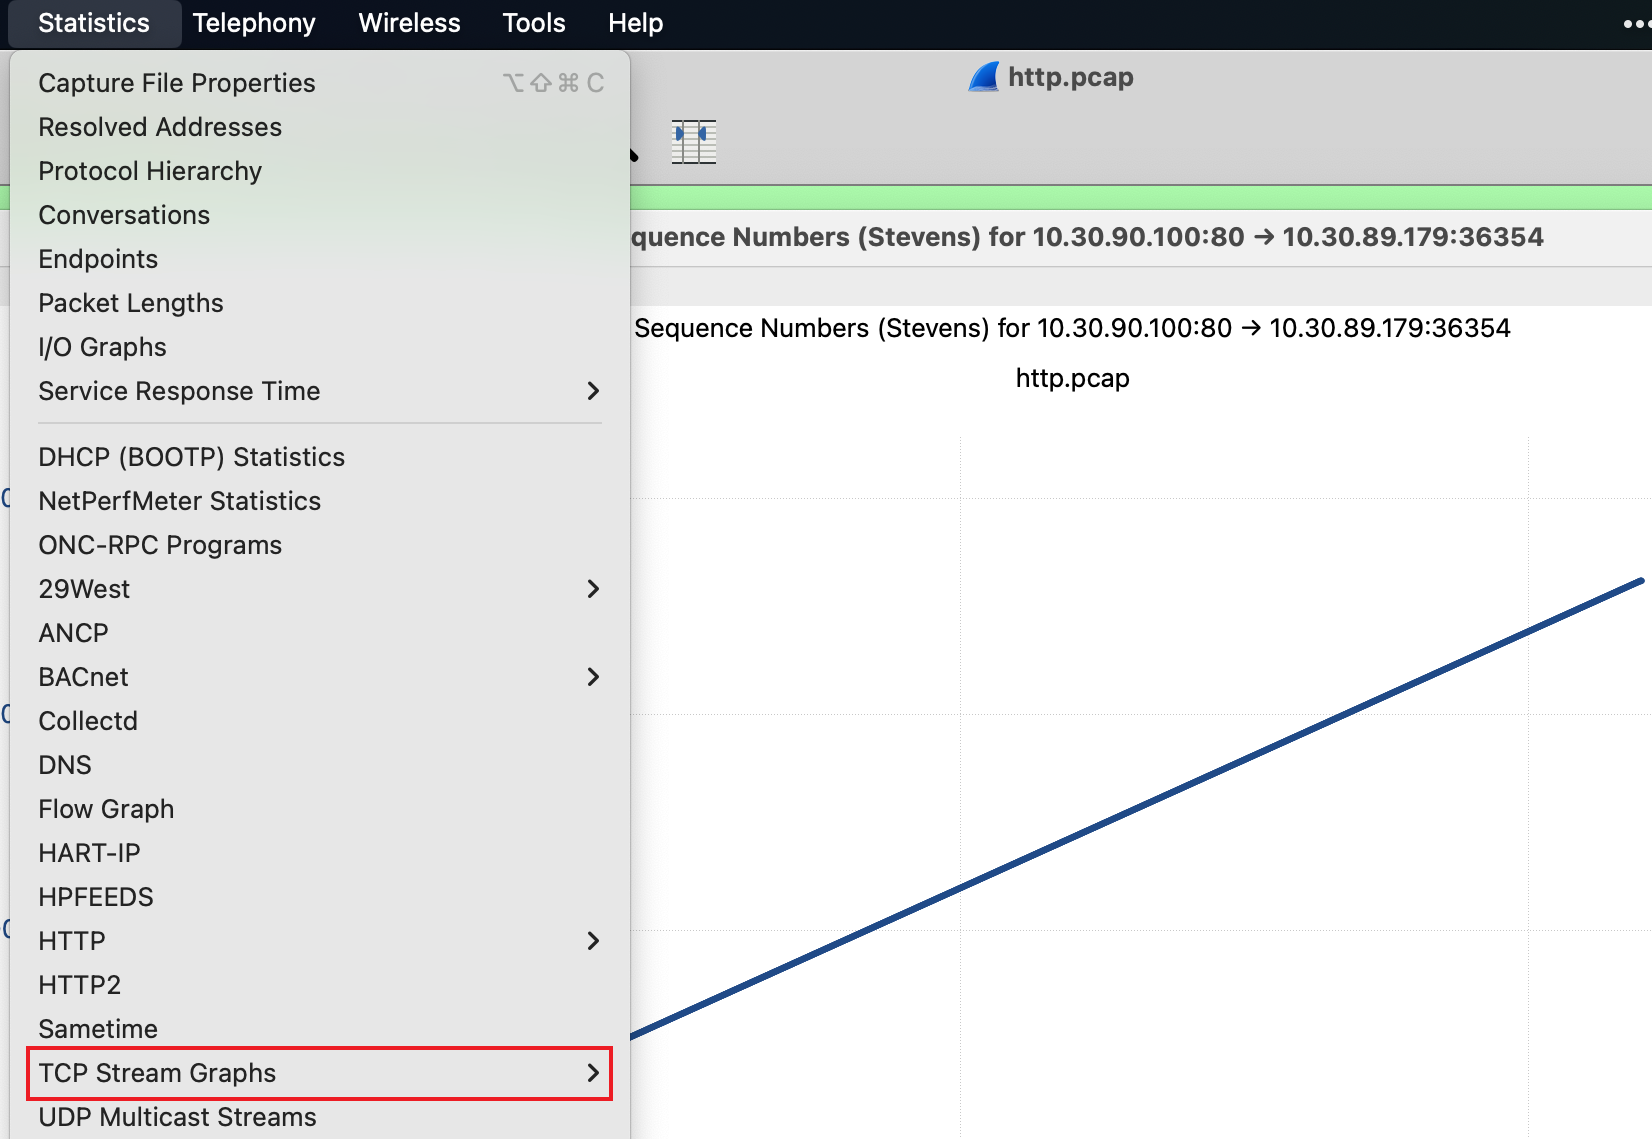 Statistics Telephony Wireless Tools Help
http.pcap
Capture File Properties ⌥⇧⌘ C
Resolved Addresses
Protocol Hierarchy
Conversations
Endpoints
Packet Lengths
I/O Graphs
Service Response Time
DHCP (BOOTP) Statistics
NetPerfMeter Statistics
ONC-RPC Programs
29West
ANCP
BACnet
Collectd
DNS
Flow Graph
HART-IP
HPFEEDS
HTTP
HTTP2
Sametime
TCP Stream Graphs
UDP Multicast Streams
Numbers (Stevens) for 10.30.90.100:80 → 10.30.89.179:36354
Sequence Numbers (Stevens) for 10.30.90.100:80 → 10.30.89.179:36354
http.pcap